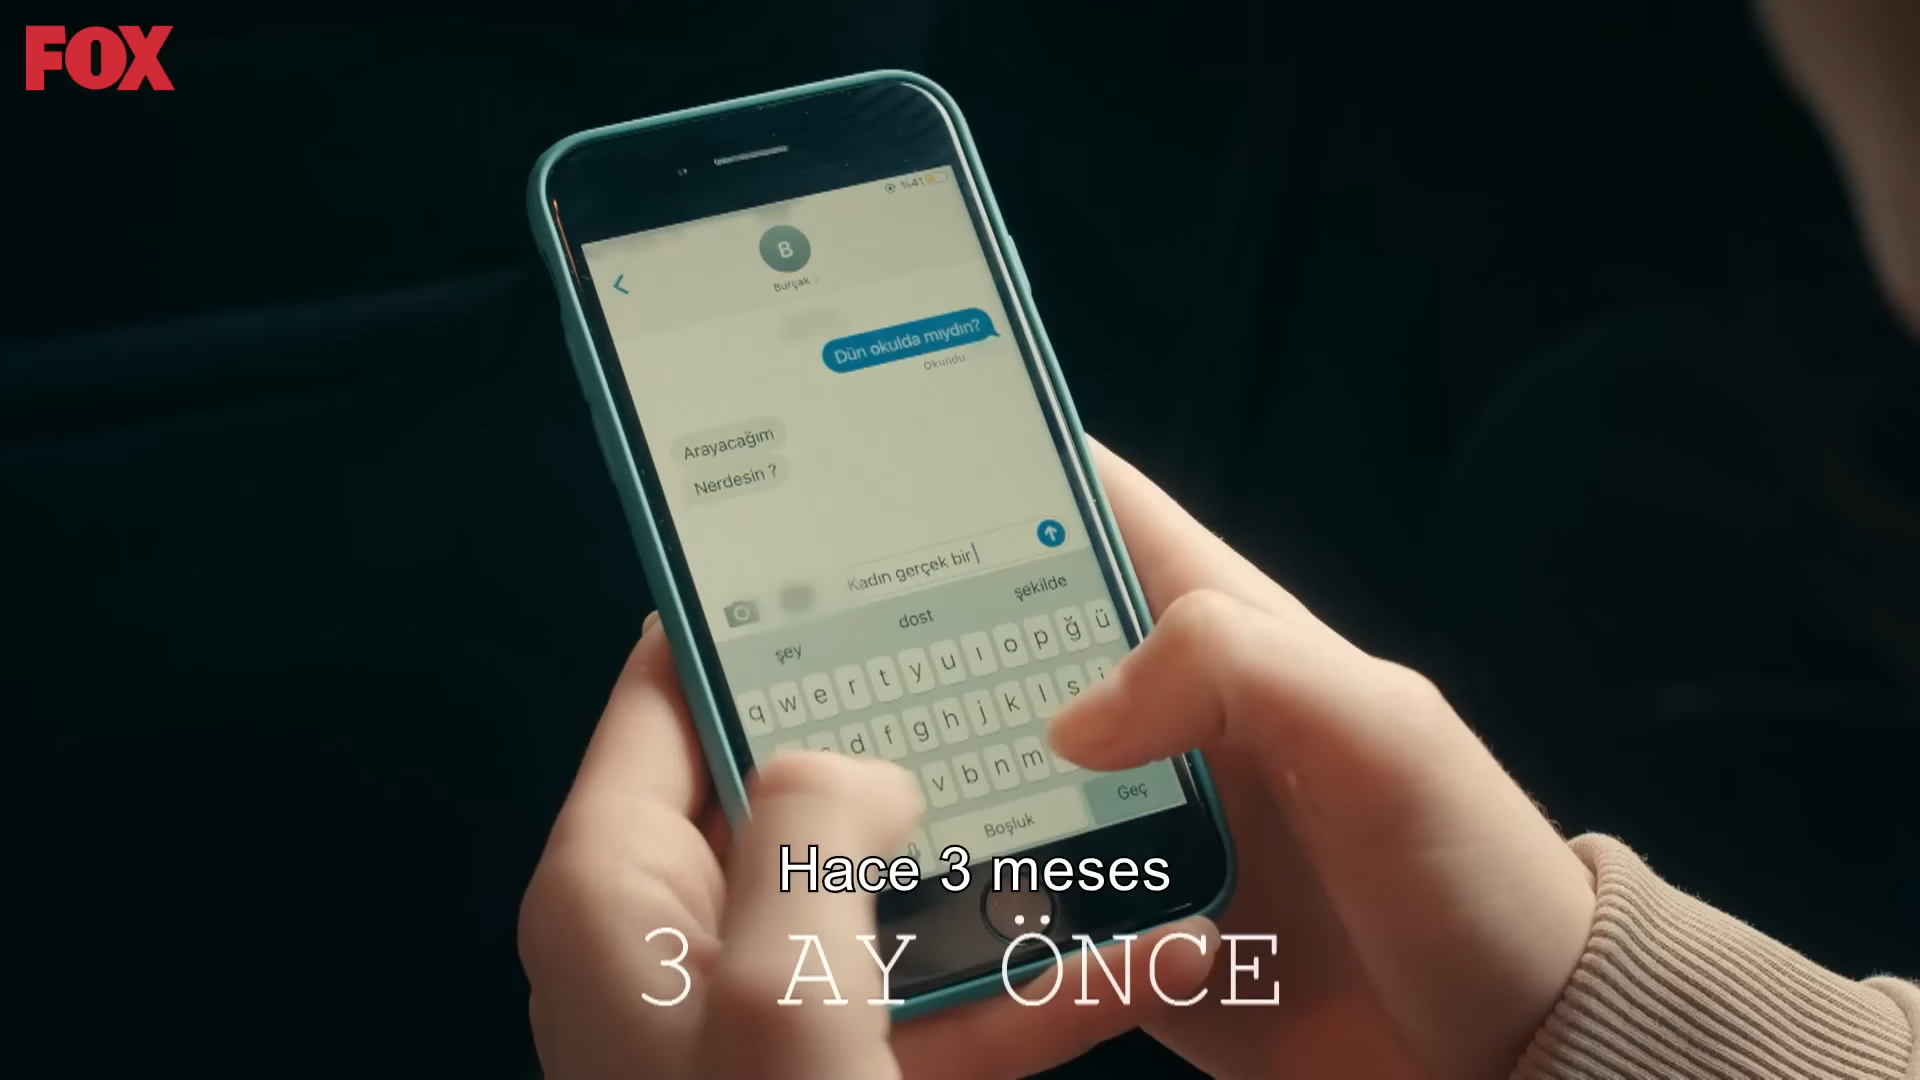 FOX
%41
B
Burçak
Dün okulda mıydın?
Okundu
Arayacağım
Nerdesin ?
Kadın gerçek bir
şey dost şekilde
q w e r t y u ı o p ğ ü
d f g h j k l ş i
v b n m
Boşluk Geç
Hace 3 meses
3 AY ÖNCE